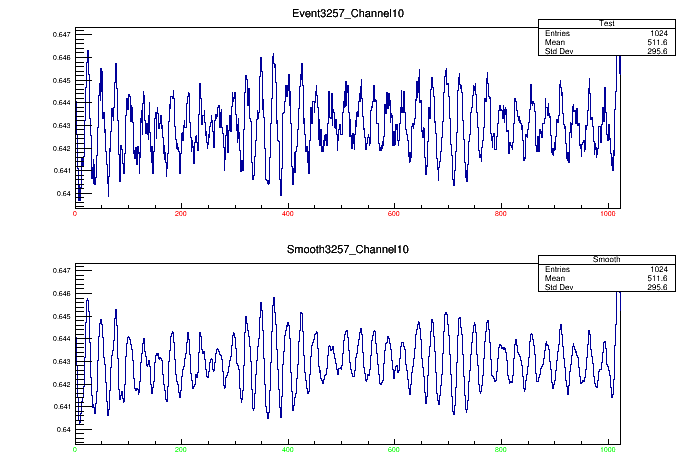 Event3257_Channel10
Test
Entries 1024
Mean 511.6
Std Dev 295.6
0.647
0.646
0.645
0.644
0.643
0.642
0.641
0.64
0 200 400 600 800 1000
Smooth3257_Channel10
Smooth
Entries 1024
Mean 511.6
Std Dev 295.6
0.647
0.646
0.645
0.644
0.643
0.642
0.641
0.64
0 200 400 600 800 1000